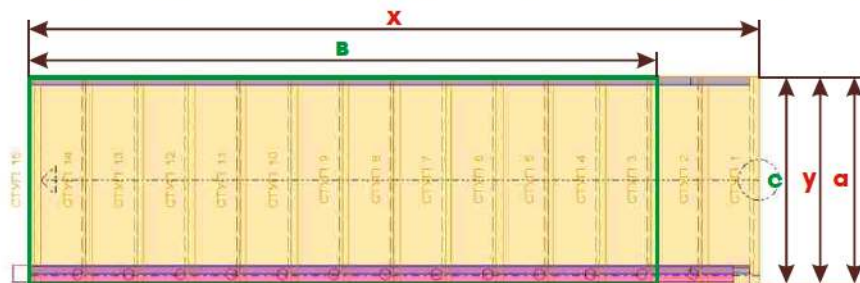 X
B
СТУП 15
СТУП 14
СТУП 13
СТУП 12
СТУП 11
СТУП 10
СТУП 9
СТУП 8
СТУП 7
СТУП 6
СТУП 5
СТУП 4
СТУП 3
СТУП 2
СТУП 1
c
y
a